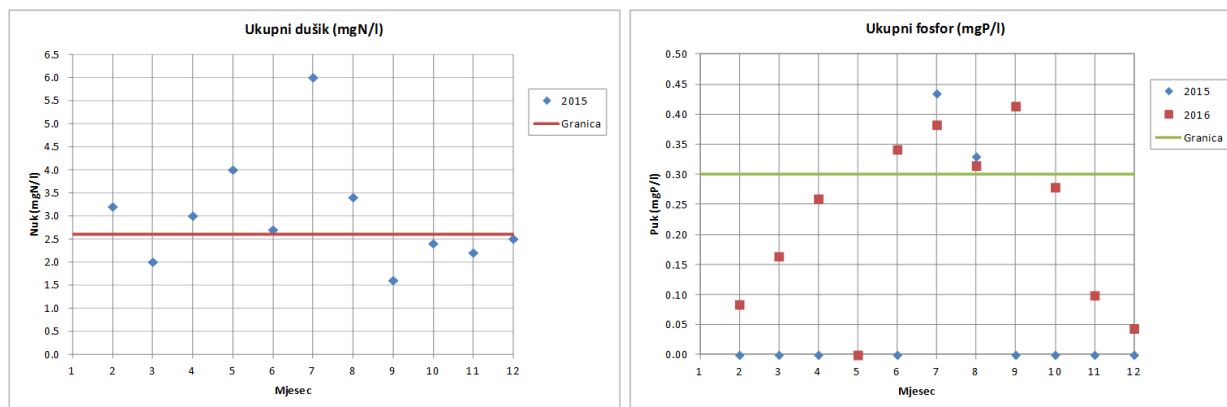 Ukupni dušik (mgN/l)
Nuk (mgN/l)
6.5
6.0
5.5
5.0
4.5
4.0
3.5
3.0
2.5
2.0
1.5
1.0
0.5
0.0
1 2 3 4 5 6 7 8 9 10 11 12
Mjesec
2015
Granica
Ukupni fosfor (mgP/l)
Puk (mgP/l)
0.50
0.45
0.40
0.35
0.30
0.25
0.20
0.15
0.10
0.05
0.00
1 2 3 4 5 6 7 8 9 10 11 12
Mjesec
2015
2016
Granica